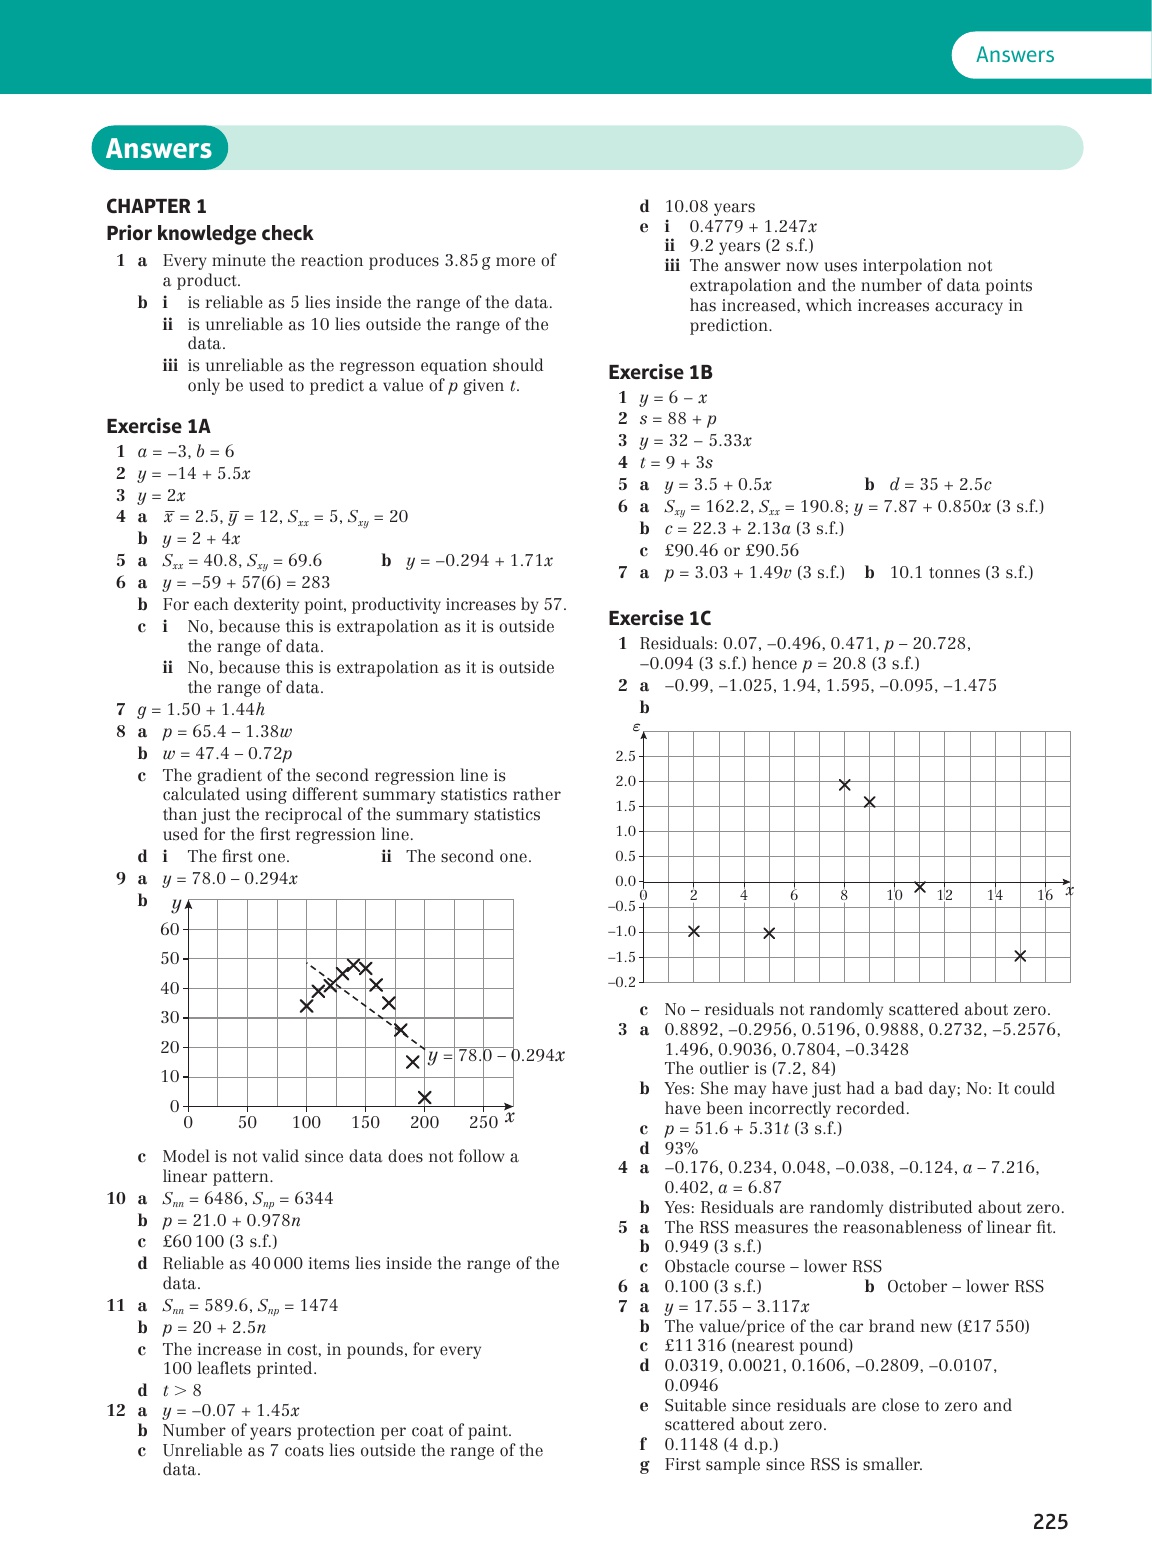 Answers
Answers
CHAPTER 1
Prior knowledge check
1 a Every minute the reaction produces 3.85 g more of
a product.
b i is reliable as 5 lies inside the range of the data.
ii is unreliable as 10 lies outside the range of the
data.
iii is unreliable as the regresson equation should
only be used to predict a value of p given t.
Exercise 1A
1 a = −3, b = 6
2 y = −14 + 5.5x
3 y = 2x
4 a x̅ = 2.5, y̅ = 12, Sxx = 5, Sxy = 20
b y = 2 + 4x
5 a Sxx = 40.8, Sxy = 69.6 b y = −0.294 + 1.71x
6 a y = −59 + 57(6) = 283
b For each dexterity point, productivity increases by 57.
c i No, because this is extrapolation as it is outside
the range of data.
ii No, because this is extrapolation as it is outside
the range of data.
7 g = 1.50 + 1.44h
8 a p = 65.4 – 1.38w
b w = 47.4 – 0.72p
c The gradient of the second regression line is
calculated using different summary statistics rather
than just the reciprocal of the summary statistics
used for the first regression line.
d i The first one. ii The second one.
9 a y = 78.0 – 0.294x
b y
60
50
40
30
20
10
0
y = 78.0 – 0.294x
0 50 100 150 200 250 x
c Model is not valid since data does not follow a
linear pattern.
10 a Snn = 6486, Snp = 6344
b p = 21.0 + 0.978n
c £60 100 (3 s.f.)
d Reliable as 40 000 items lies inside the range of the
data.
11 a Snn = 589.6, Snp = 1474
b p = 20 + 2.5n
c The increase in cost, in pounds, for every
100 leaflets printed.
d t > 8
12 a y = −0.07 + 1.45x
b Number of years protection per coat of paint.
c Unreliable as 7 coats lies outside the range of the
data.
d 10.08 years
e i 0.4779 + 1.247x
ii 9.2 years (2 s.f.)
iii The answer now uses interpolation not
extrapolation and the number of data points
has increased, which increases accuracy in
prediction.
Exercise 1B
1 y = 6 – x
2 s = 88 + p
3 y = 32 – 5.33x
4 t = 9 + 3s
5 a y = 3.5 + 0.5x b d = 35 + 2.5c
6 a Sxy = 162.2, Sxx = 190.8; y = 7.87 + 0.850x (3 s.f.)
b c = 22.3 + 2.13a (3 s.f.)
c £90.46 or £90.56
7 a p = 3.03 + 1.49v (3 s.f.) b 10.1 tonnes (3 s.f.)
Exercise 1C
1 Residuals: 0.07, −0.496, 0.471, p – 20.728,
−0.094 (3 s.f.) hence p = 20.8 (3 s.f.)
2 a −0.99, −1.025, 1.94, 1.595, −0.095, −1.475
b
ε
2.5
2.0
1.5
1.0
0.5
0.0
0 2 4 6 8 10 12 14 16 x
−0.5
−1.0
−1.5
−0.2
c No – residuals not randomly scattered about zero.
3 a 0.8892, −0.2956, 0.5196, 0.9888, 0.2732, −5.2576,
1.496, 0.9036, 0.7804, −0.3428
The outlier is (7.2, 84)
b Yes: She may have just had a bad day; No: It could
have been incorrectly recorded.
c p = 51.6 + 5.31t (3 s.f.)
d 93%
4 a −0.176, 0.234, 0.048, −0.038, −0.124, a – 7.216,
0.402, a = 6.87
b Yes: Residuals are randomly distributed about zero.
5 a The RSS measures the reasonableness of linear fit.
b 0.949 (3 s.f.)
c Obstacle course – lower RSS
6 a 0.100 (3 s.f.) b October – lower RSS
7 a y = 17.55 – 3.117x
b The value/price of the car brand new (£17 550)
c £11 316 (nearest pound)
d 0.0319, 0.0021, 0.1606, −0.2809, −0.0107,
0.0946
e Suitable since residuals are close to zero and
scattered about zero.
f 0.1148 (4 d.p.)
g First sample since RSS is smaller.
225